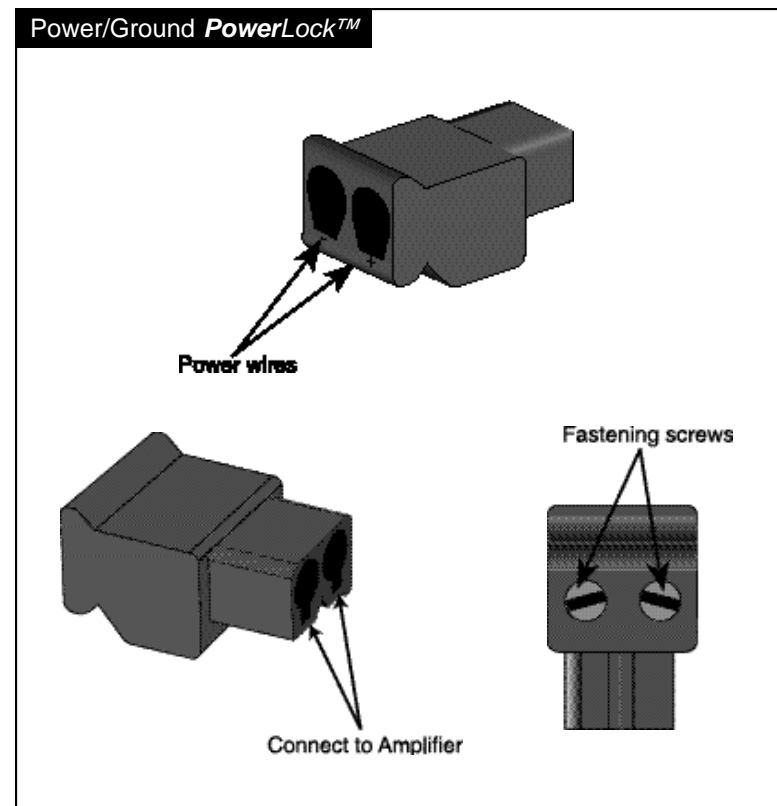 Power/Ground PowerLock™
-
+
Power wires
Fastening screws
Connect to Amplifier